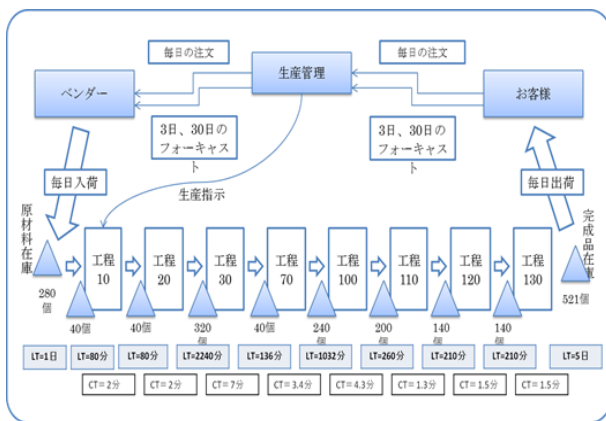 毎日の注文
毎日の注文
生産管理
ベンダー
お客様
3日、30日の
フォーキャス
ト
3日、30日の
フォーキャス
ト
毎日入荷
毎日出荷
生産指示
原材料在庫
完成品在庫
工程
10
工程
20
工程
30
工程
70
工程
100
工程
110
工程
120
工程
130
280
個
40個
40個
320
個
40個
240
個
200
個
140
個
140
個
521個
LT=1日
LT=80分
LT=80分
LT=2240分
LT=136分
LT=1032分
LT=260分
LT=210分
LT=210分
LT=5日
CT=2分
CT=2分
CT=7分
CT=3.4分
CT=4.3分
CT=1.3分
CT=1.5分
CT=1.5分